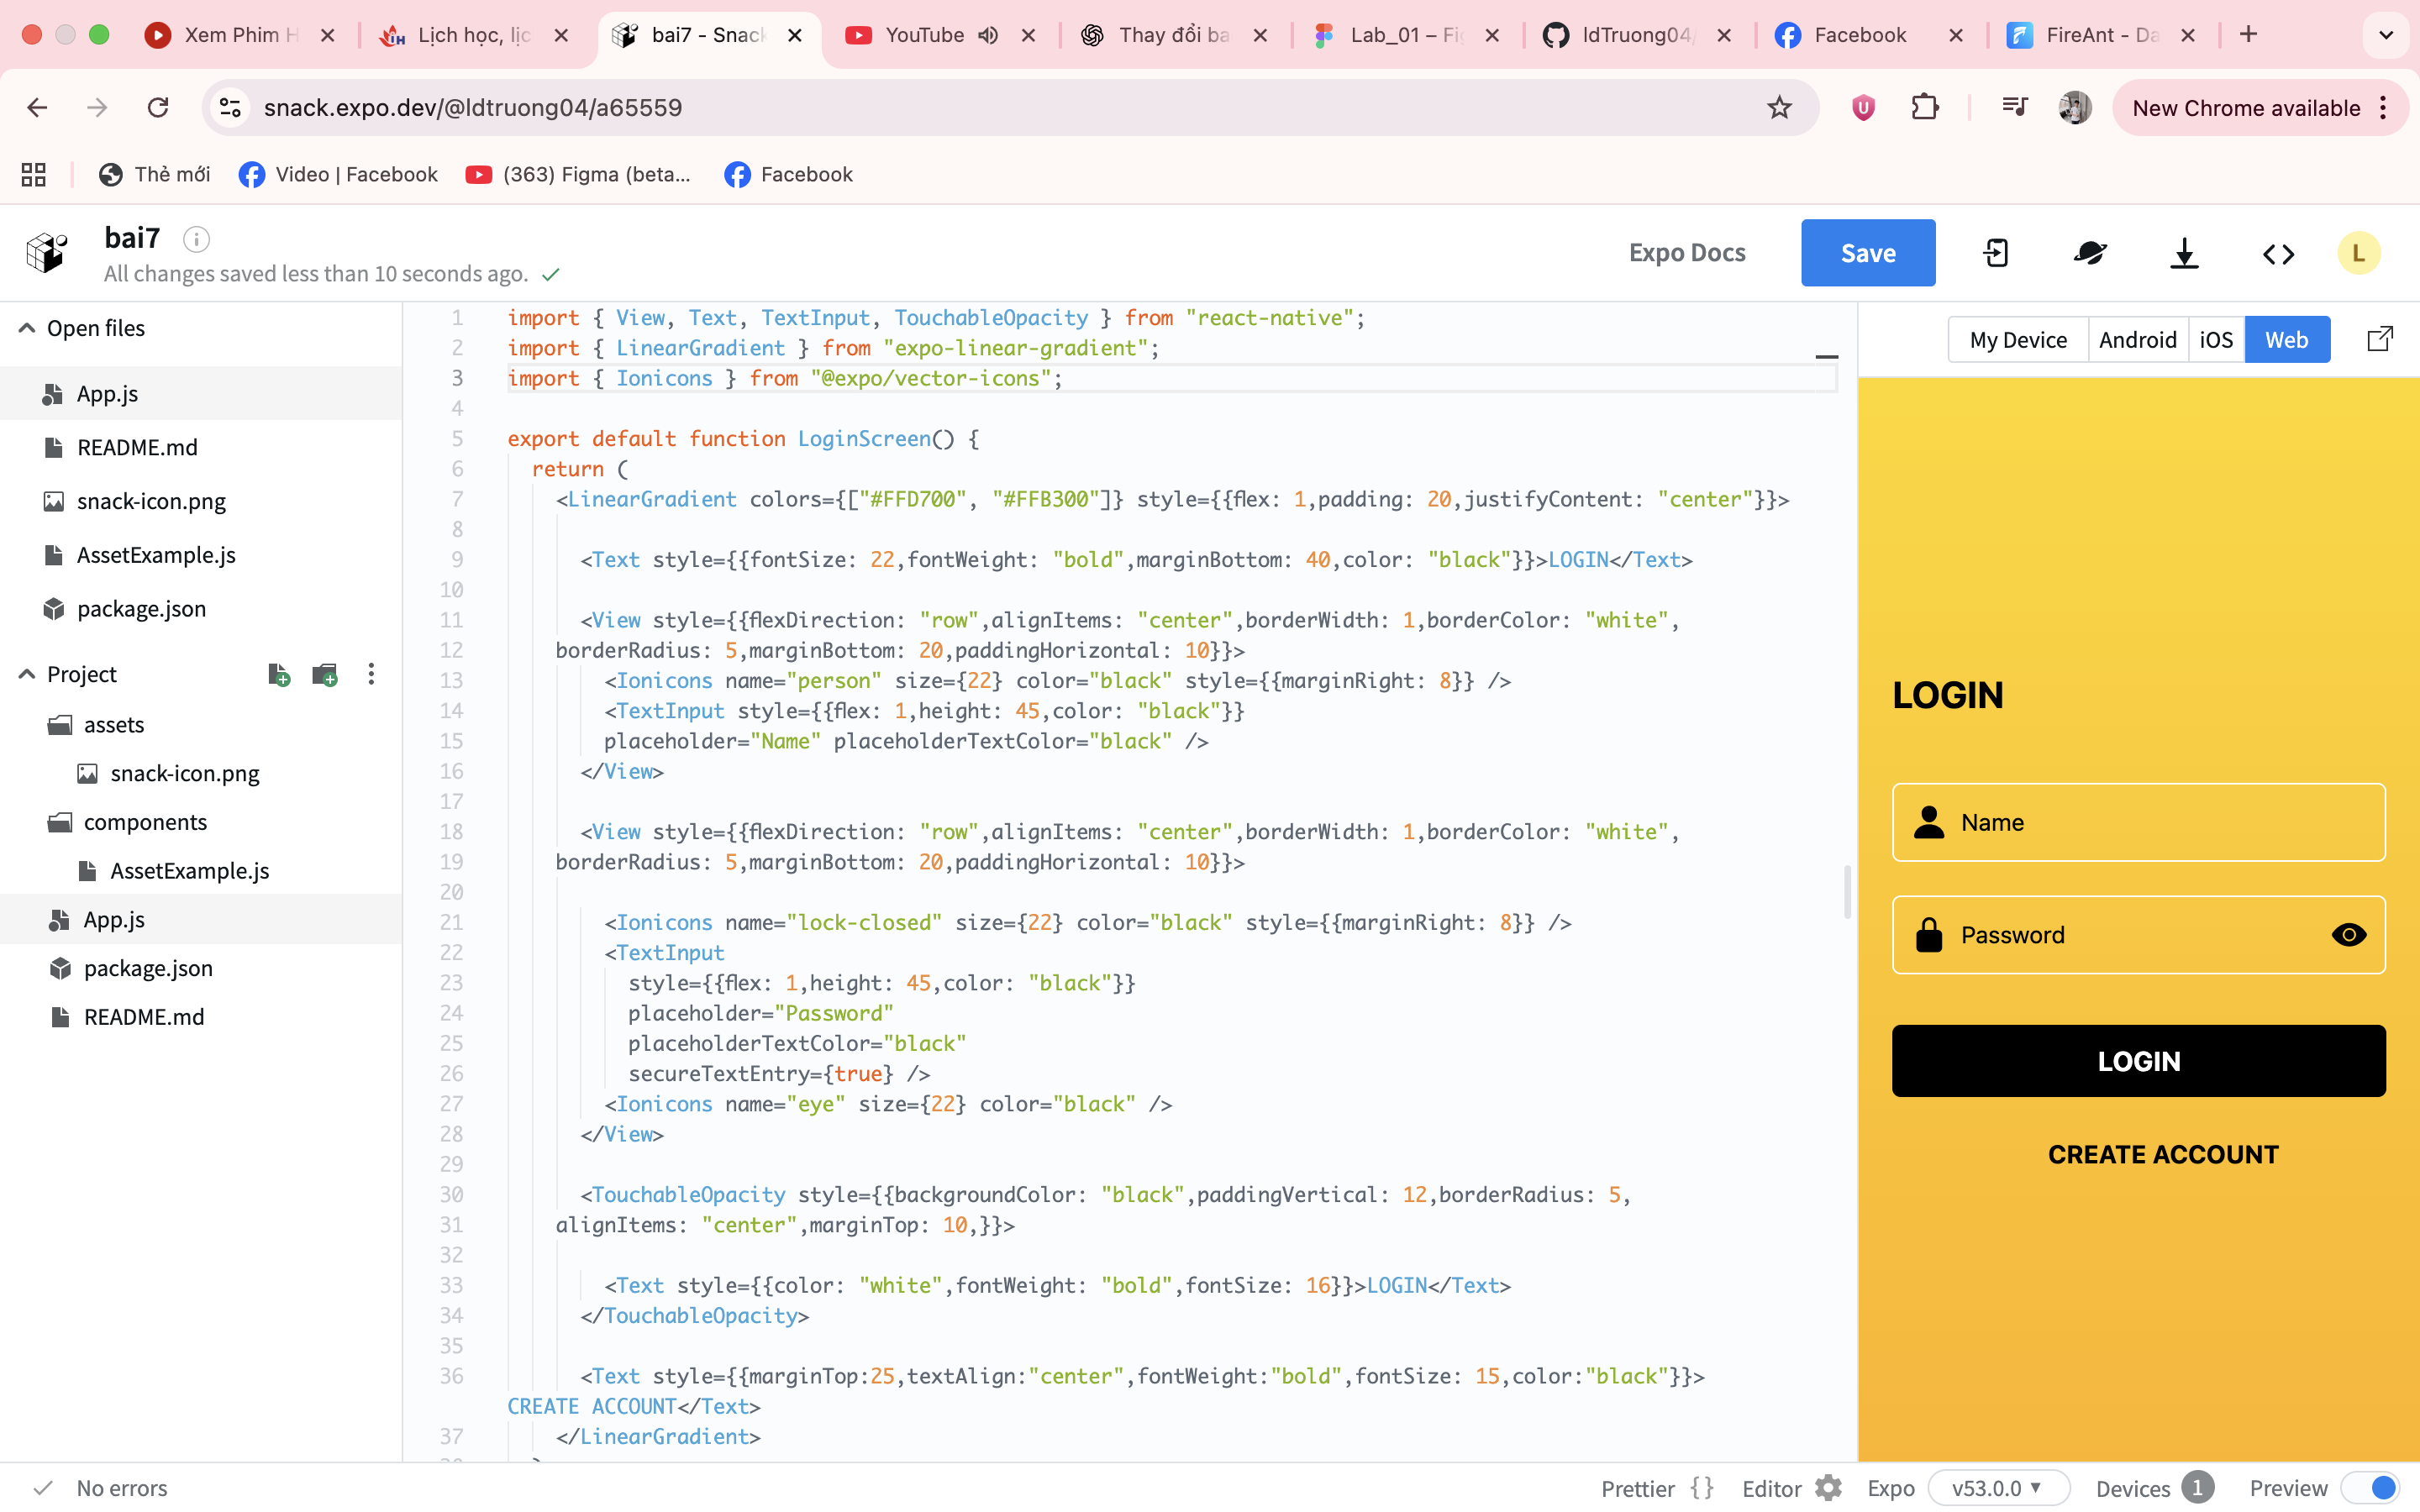 Xem Phim H
Lịch học, lịc
bai7 - Snack
YouTube
Thay đổi ba
Lab_01 – Fi
ldTruong04/
Facebook
FireAnt - Da
snack.expo.dev/@ldtruong04/a65559
New Chrome available
Thẻ mới
Video | Facebook
(363) Figma (beta...
Facebook
bai7
All changes saved less than 10 seconds ago.
Expo Docs
Save
L
Open files
App.js
README.md
snack-icon.png
AssetExample.js
package.json
Project
assets
snack-icon.png
components
AssetExample.js
App.js
package.json
README.md
1 import { View, Text, TextInput, TouchableOpacity } from "react-native";
2 import { LinearGradient } from "expo-linear-gradient";
3 import { Ionicons } from "@expo/vector-icons";
4
5 export default function LoginScreen() {
6 return (
7 <LinearGradient colors={["#FFD700", "#FFB300"]} style={{flex: 1,padding: 20,justifyContent: "center"}}>
8
9 <Text style={{fontSize: 22,fontWeight: "bold",marginBottom: 40,color: "black"}}>LOGIN</Text>
10
11 <View style={{flexDirection: "row",alignItems: "center",borderWidth: 1,borderColor: "white",
12 borderRadius: 5,marginBottom: 20,paddingHorizontal: 10}}>
13 <Ionicons name="person" size={22} color="black" style={{marginRight: 8}} />
14 <TextInput style={{flex: 1,height: 45,color: "black"}}
15 placeholder="Name" placeholderTextColor="black" />
16 </View>
17
18 <View style={{flexDirection: "row",alignItems: "center",borderWidth: 1,borderColor: "white",
19 borderRadius: 5,marginBottom: 20,paddingHorizontal: 10}}>
20
21 <Ionicons name="lock-closed" size={22} color="black" style={{marginRight: 8}} />
22 <TextInput
23 style={{flex: 1,height: 45,color: "black"}}
24 placeholder="Password"
25 placeholderTextColor="black"
26 secureTextEntry={true} />
27 <Ionicons name="eye" size={22} color="black" />
28 </View>
29
30 <TouchableOpacity style={{backgroundColor: "black",paddingVertical: 12,borderRadius: 5,
31 alignItems: "center",marginTop: 10,}}>
32
33 <Text style={{color: "white",fontWeight: "bold",fontSize: 16}}>LOGIN</Text>
34 </TouchableOpacity>
35
36 <Text style={{marginTop:25,textAlign:"center",fontWeight:"bold",fontSize: 15,color:"black"}}>
CREATE ACCOUNT</Text>
37 </LinearGradient>
My Device
Android
iOS
Web
LOGIN
Name
Password
LOGIN
CREATE ACCOUNT
No errors
Prettier {}
Editor
Expo
v53.0.0
Devices 1
Preview